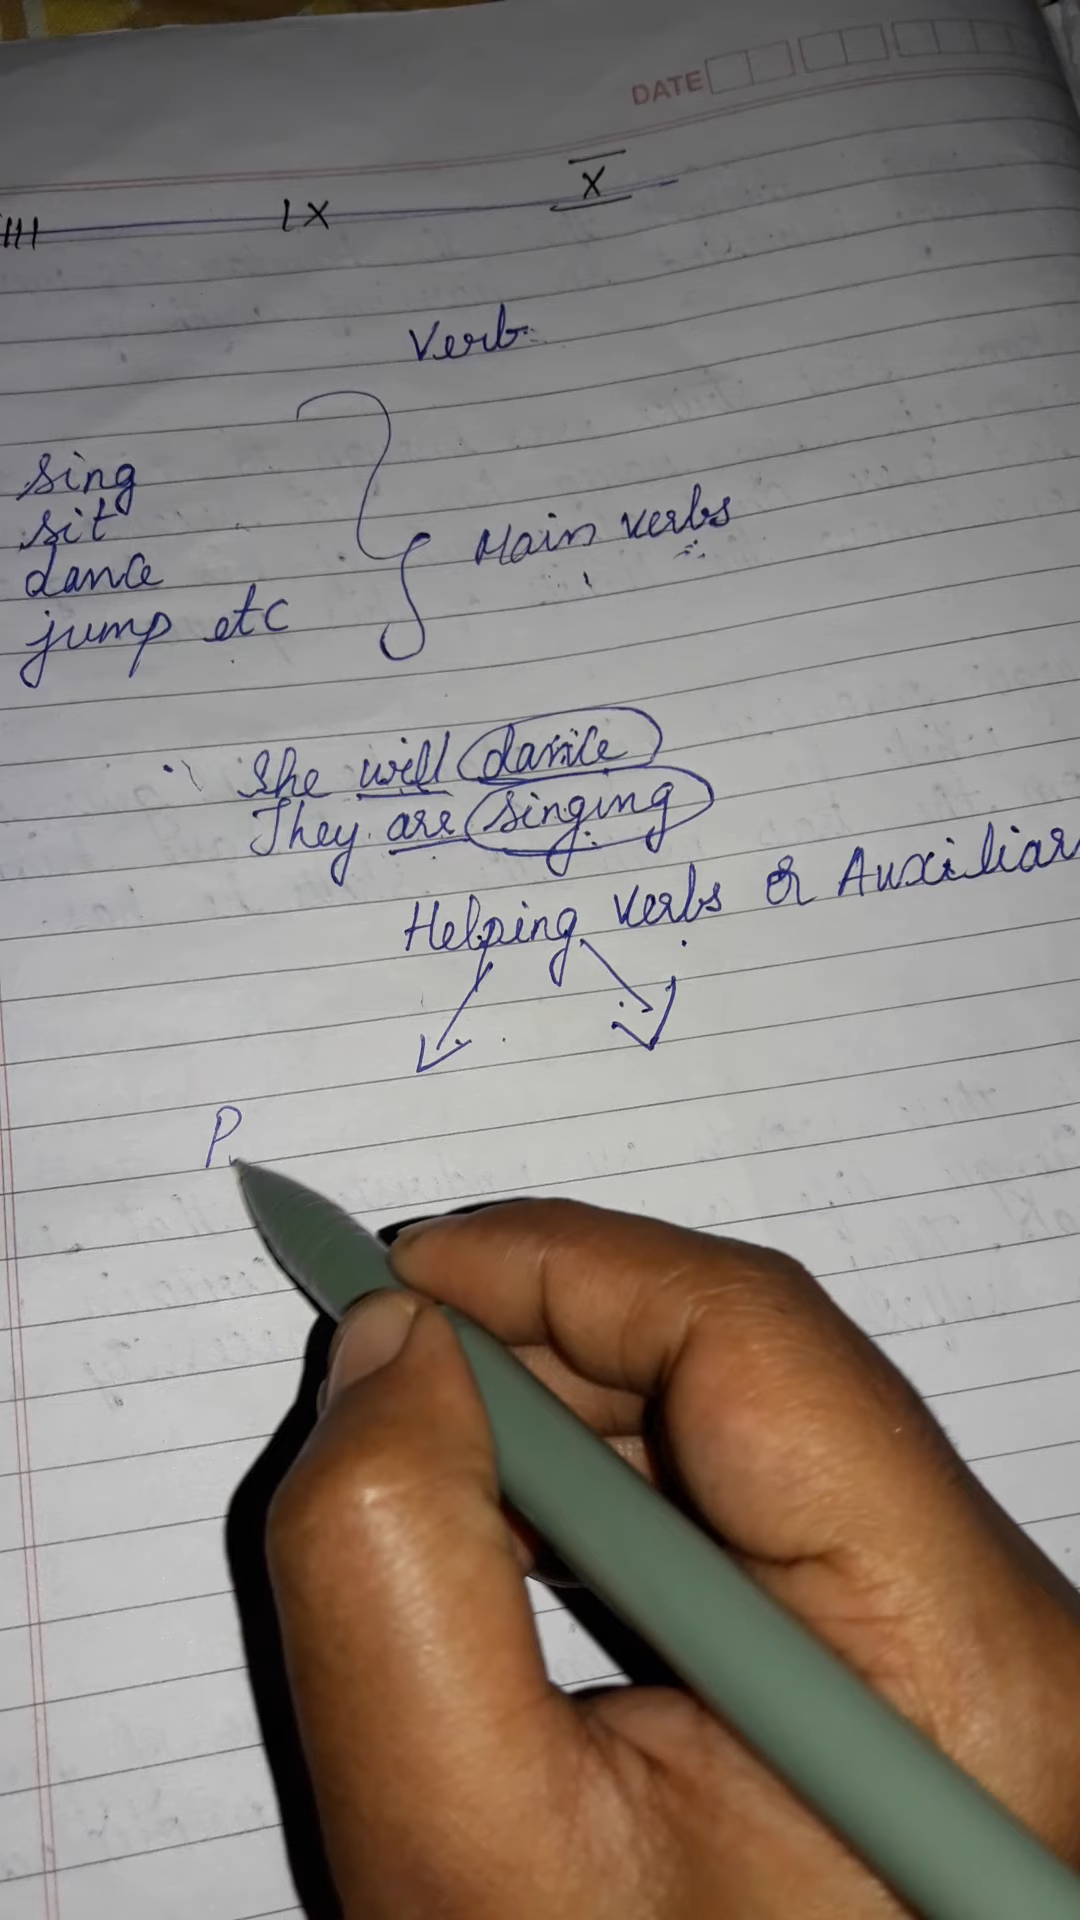 DATE
III IX X
Verb
sing
sit
dance
jump etc
Main verbs
She will dance
They are singing
Helping verbs or Auxiliar
P